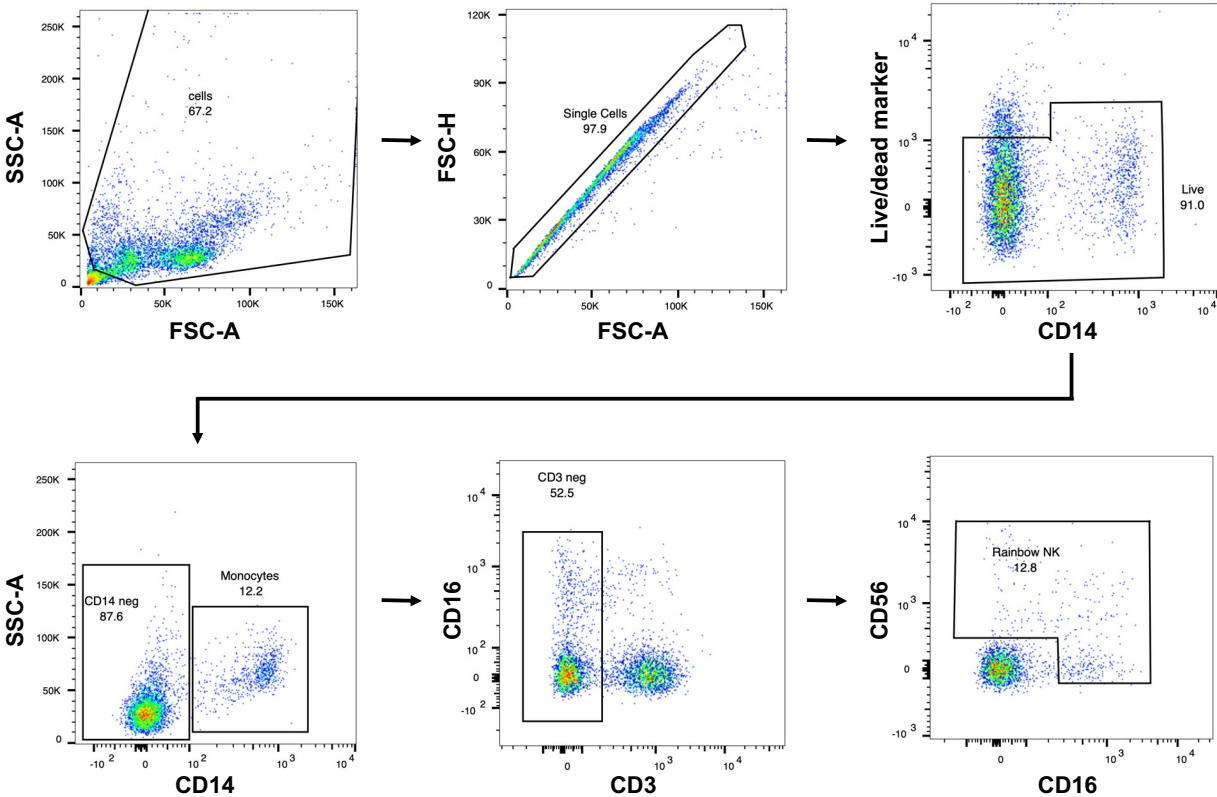 SSC-A
250K
200K
150K
100K
50K
0
cells
67.2
0
50K
100K
150K
FSC-A
FSC-H
120K
90K
60K
30K
0
Single Cells
97.9
0
50K
100K
150K
FSC-A
Live/dead marker
10 4
10 3
0
-10 3
Live
91.0
-10 2
0
10 2
10 3
10 4
CD14
SSC-A
250K
200K
150K
100K
50K
0
CD14 neg
87.6
Monocytes
12.2
-10 2
0
10 2
10 3
10 4
CD14
CD16
10 4
10 3
10 2
0
-10 2
CD3 neg
52.5
0
10 3
10 4
CD3
CD56
10 4
10 3
0
-10 3
Rainbow NK
12.8
0
10 3
10 4
CD16